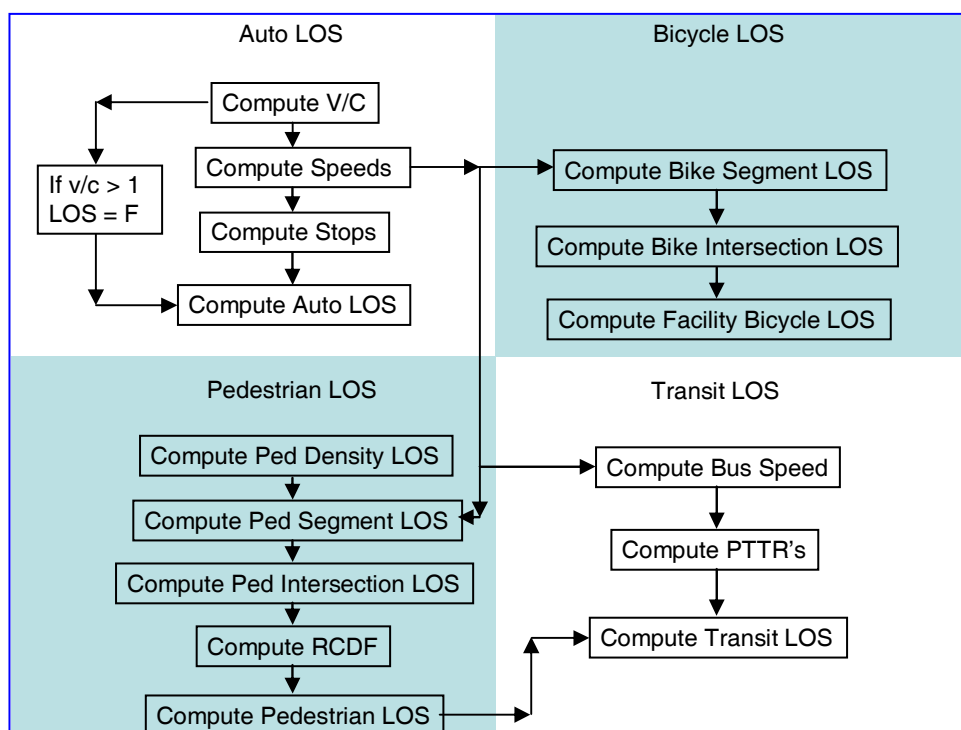 Auto LOS
Compute V/C
If v/c > 1
LOS = F
Compute Speeds
Compute Stops
Compute Auto LOS
Bicycle LOS
Compute Bike Segment LOS
Compute Bike Intersection LOS
Compute Facility Bicycle LOS
Pedestrian LOS
Compute Ped Density LOS
Compute Ped Segment LOS
Compute Ped Intersection LOS
Compute RCDF
Compute Pedestrian LOS
Transit LOS
Compute Bus Speed
Compute PTTR's
Compute Transit LOS